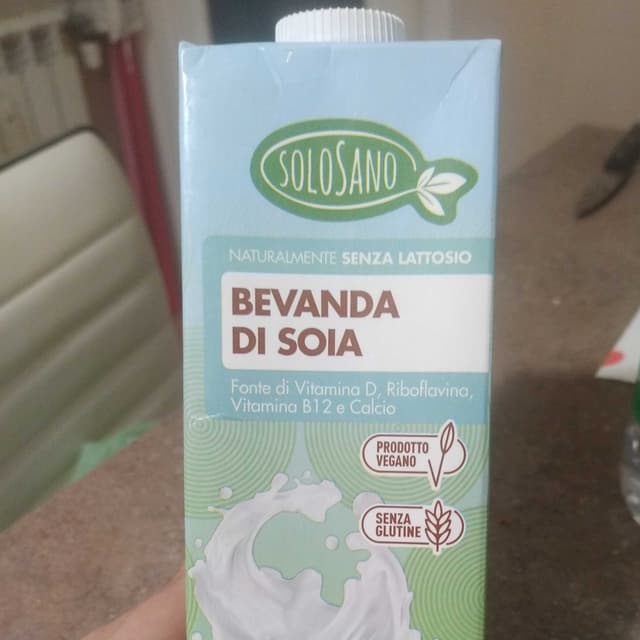 SOLOSANO
NATURALMENTE SENZA LATTOSIO
BEVANDA
DI SOIA
Fonte di Vitamina D, Riboflavina,
Vitamina B12 e Calcio
PRODOTTO
VEGANO
SENZA
GLUTINE